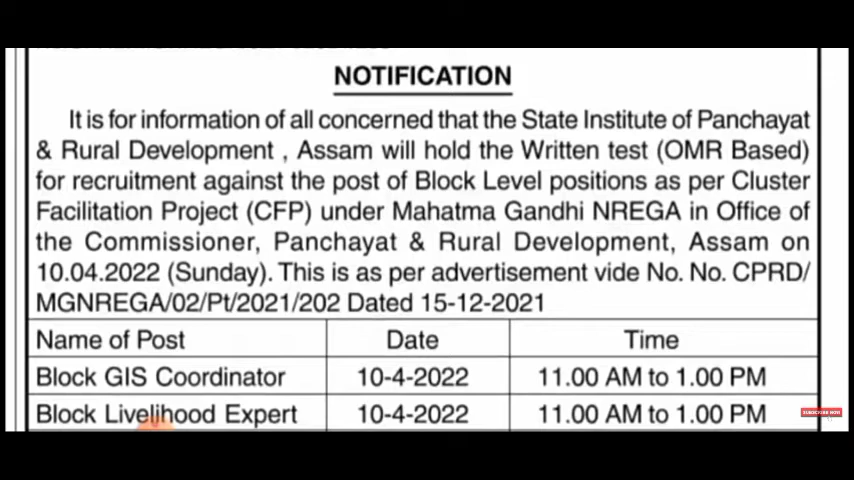 NOTIFICATION
It is for information of all concerned that the State Institute of Panchayat
& Rural Development , Assam will hold the Written test (OMR Based)
for recruitment against the post of Block Level positions as per Cluster
Facilitation Project (CFP) under Mahatma Gandhi NREGA in Office of
the Commissioner, Panchayat & Rural Development, Assam on
10.04.2022 (Sunday). This is as per advertisement vide No. No. CPRD/
MGNREGA/02/Pt/2021/202 Dated 15-12-2021
Name of Post Date Time
Block GIS Coordinator 10-4-2022 11.00 AM to 1.00 PM
Block Livelihood Expert 10-4-2022 11.00 AM to 1.00 PM
SUBSCRIBE NOW